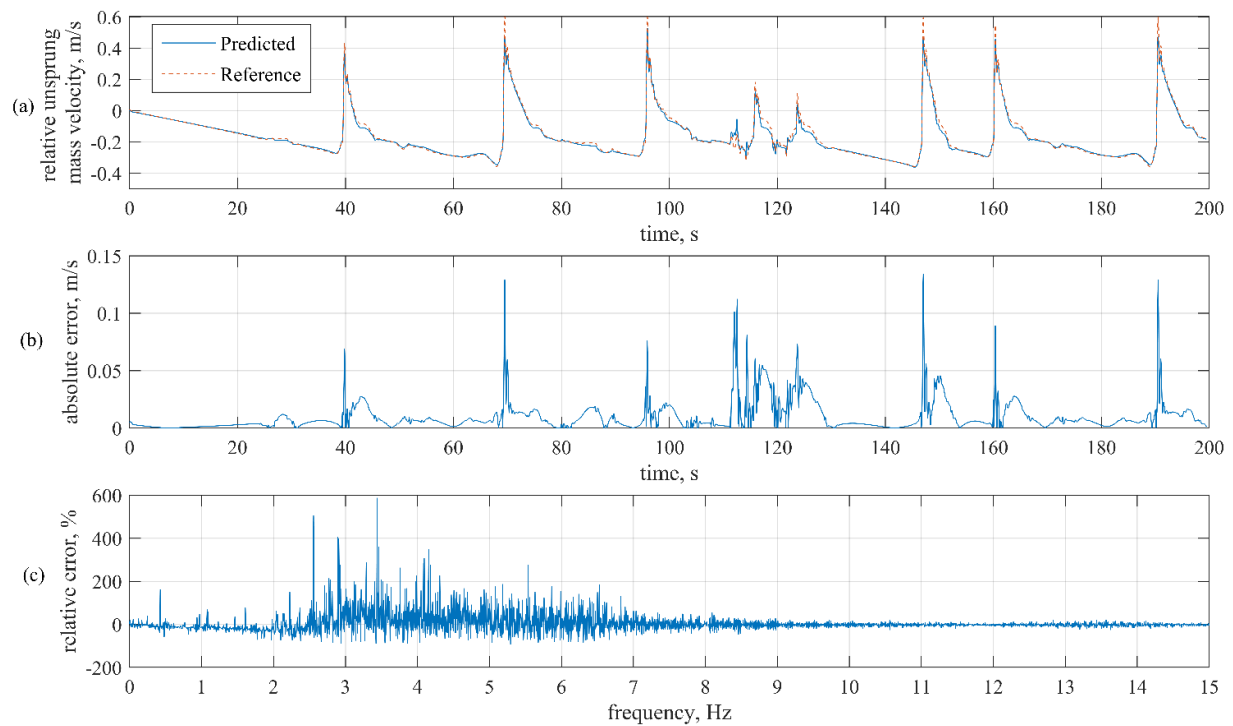 (a)
relative unsprung
mass velocity, m/s
0.6
0.4
0.2
0
-0.2
-0.4
Predicted
Reference
0 20 40 60 80 100 120 140 160 180 200
time, s
(b)
absolute error, m/s
0.15
0.1
0.05
0
0 20 40 60 80 100 120 140 160 180 200
time, s
(c)
relative error, %
600
400
200
0
-200
0 1 2 3 4 5 6 7 8 9 10 11 12 13 14 15
frequency, Hz